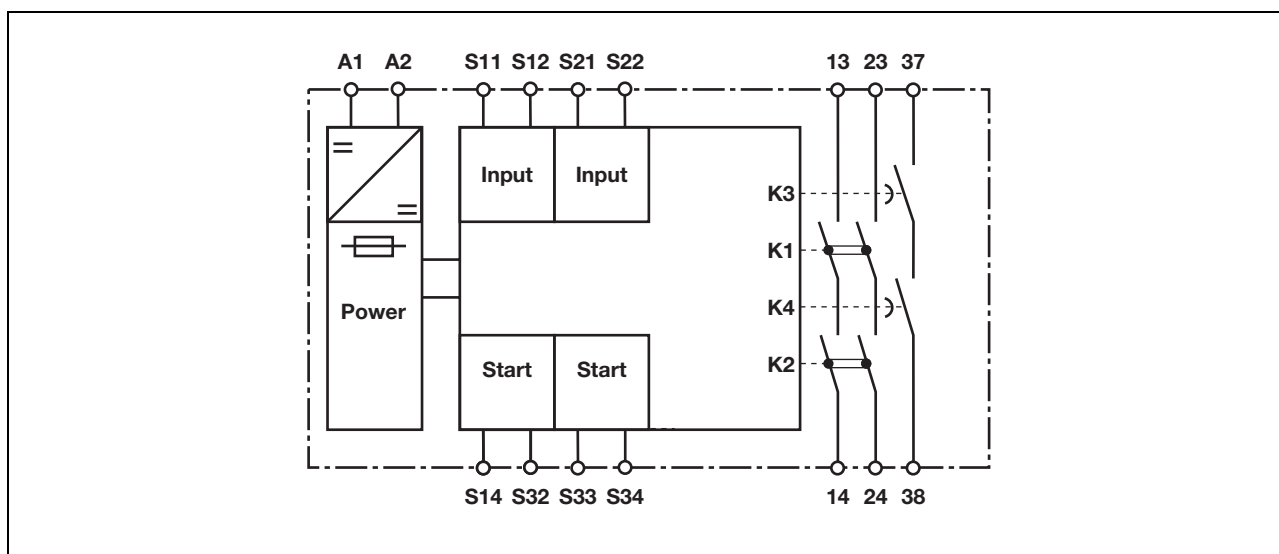 A1 A2 S11 S12 S21 S22 13 23 37
Input Input
K3
K1
K4
Power
Start Start
K2
S14 S32 S33 S34 14 24 38